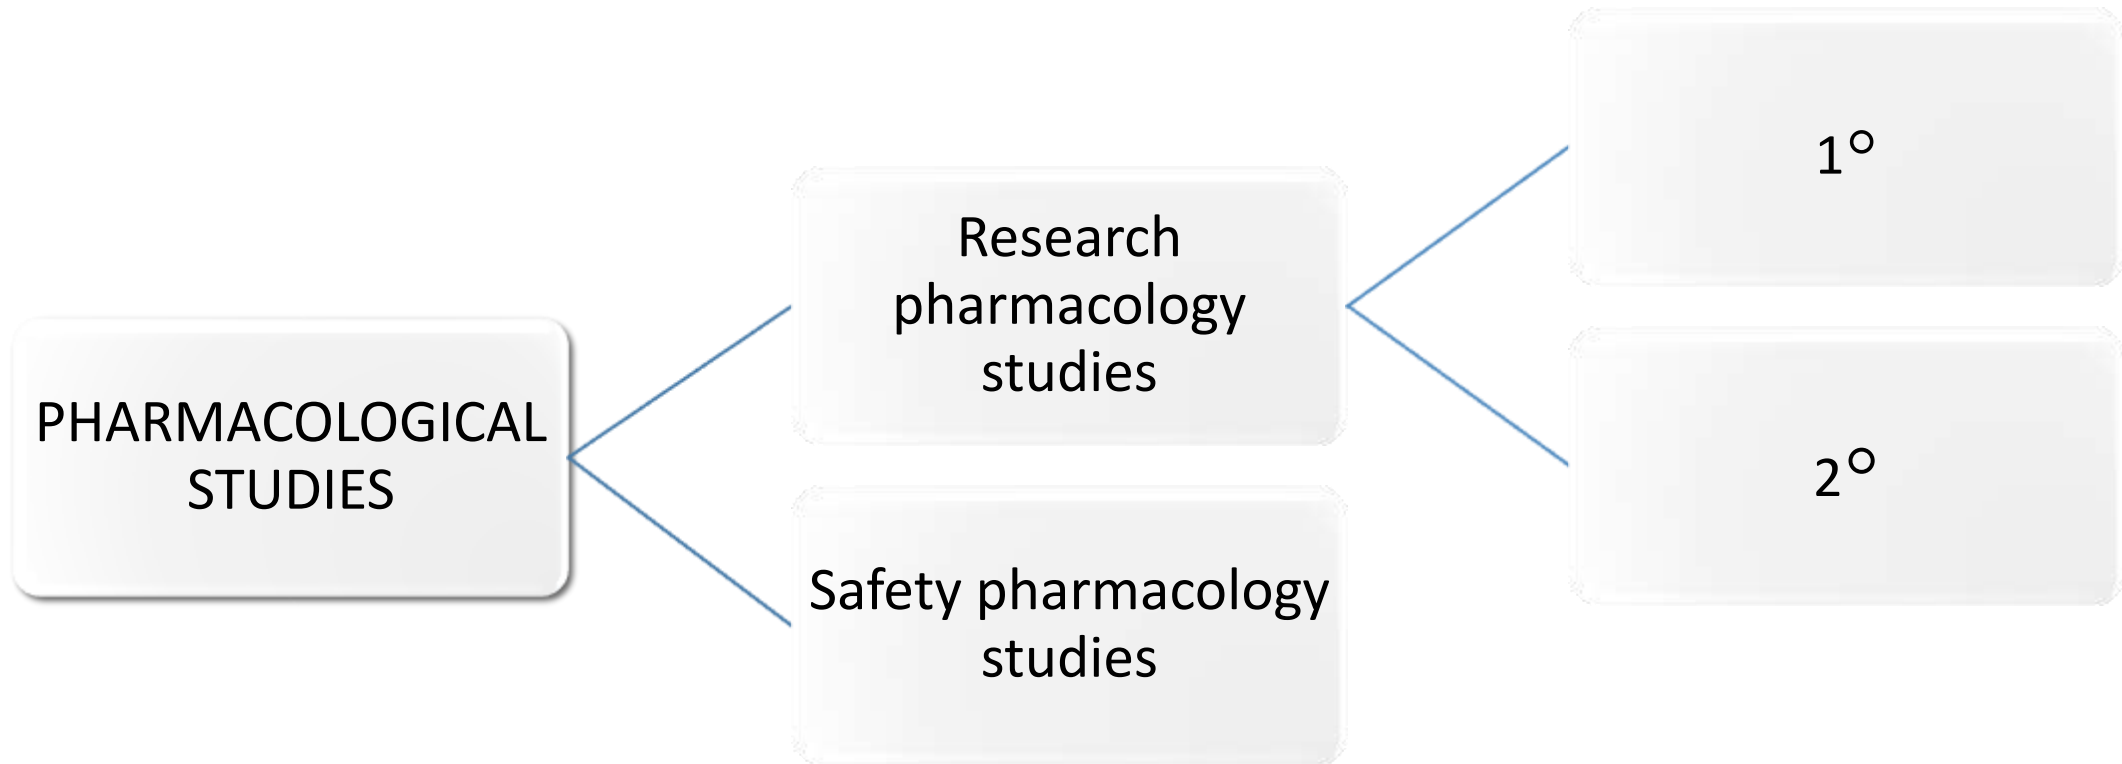 PHARMACOLOGICAL
STUDIES
Research
pharmacology
studies
Safety pharmacology
studies
1°
2°